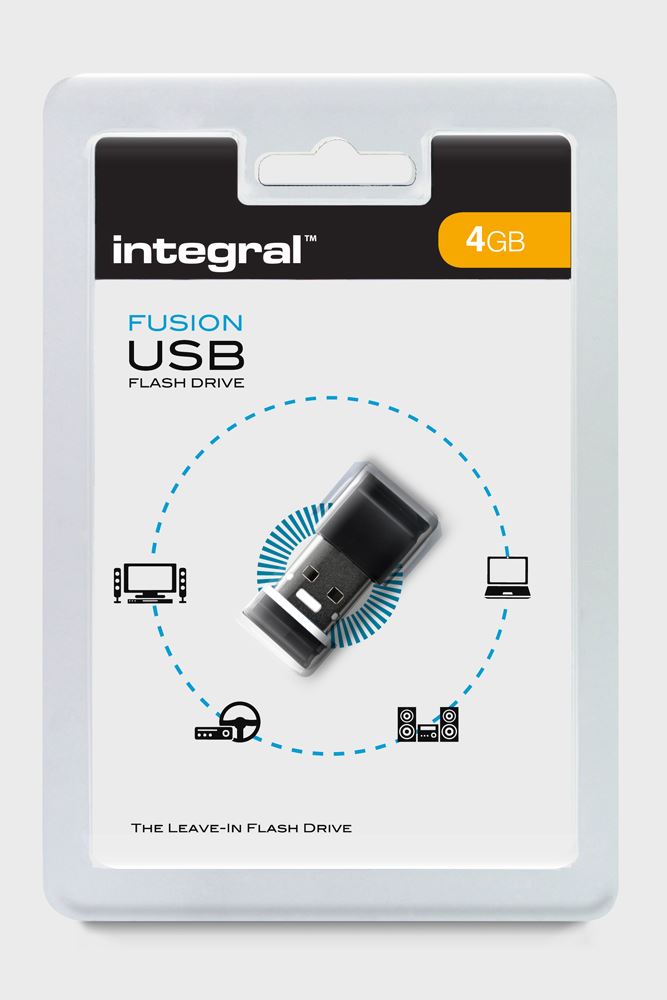 integral™
4GB
FUSION
USB
FLASH DRIVE
THE LEAVE-IN FLASH DRIVE